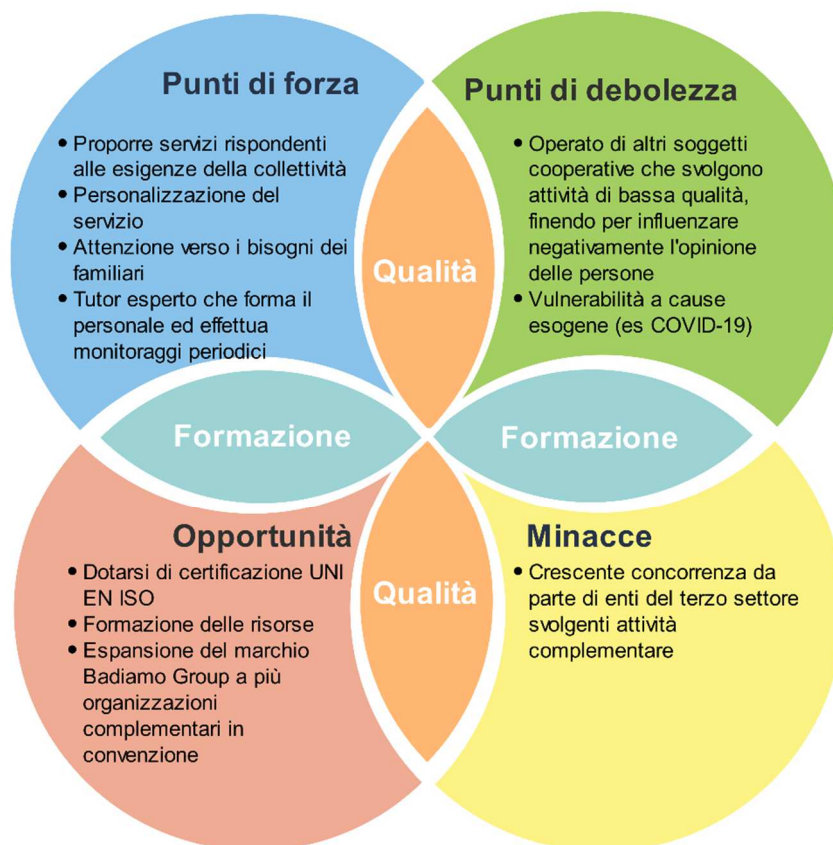 Punti di forza
• Proporre servizi rispondenti
alle esigenze della collettività
• Personalizzazione del
servizio
• Attenzione verso i bisogni dei
familiari
• Tutor esperto che forma il
personale ed effettua
monitoraggi periodici
Qualità
Punti di debolezza
• Operato di altri soggetti
cooperative che svolgono
attività di bassa qualità,
finendo per influenzare
negativamente l'opinione
delle persone
• Vulnerabilità a cause
esogene (es COVID-19)
Formazione
Formazione
Opportunità
• Dotarsi di certificazione UNI
EN ISO
• Formazione delle risorse
• Espansione del marchio
Badiamo Group a più
organizzazioni
complementari in
convenzione
Qualità
Minacce
• Crescente concorrenza da
parte di enti del terzo settore
svolgenti attività
complementare